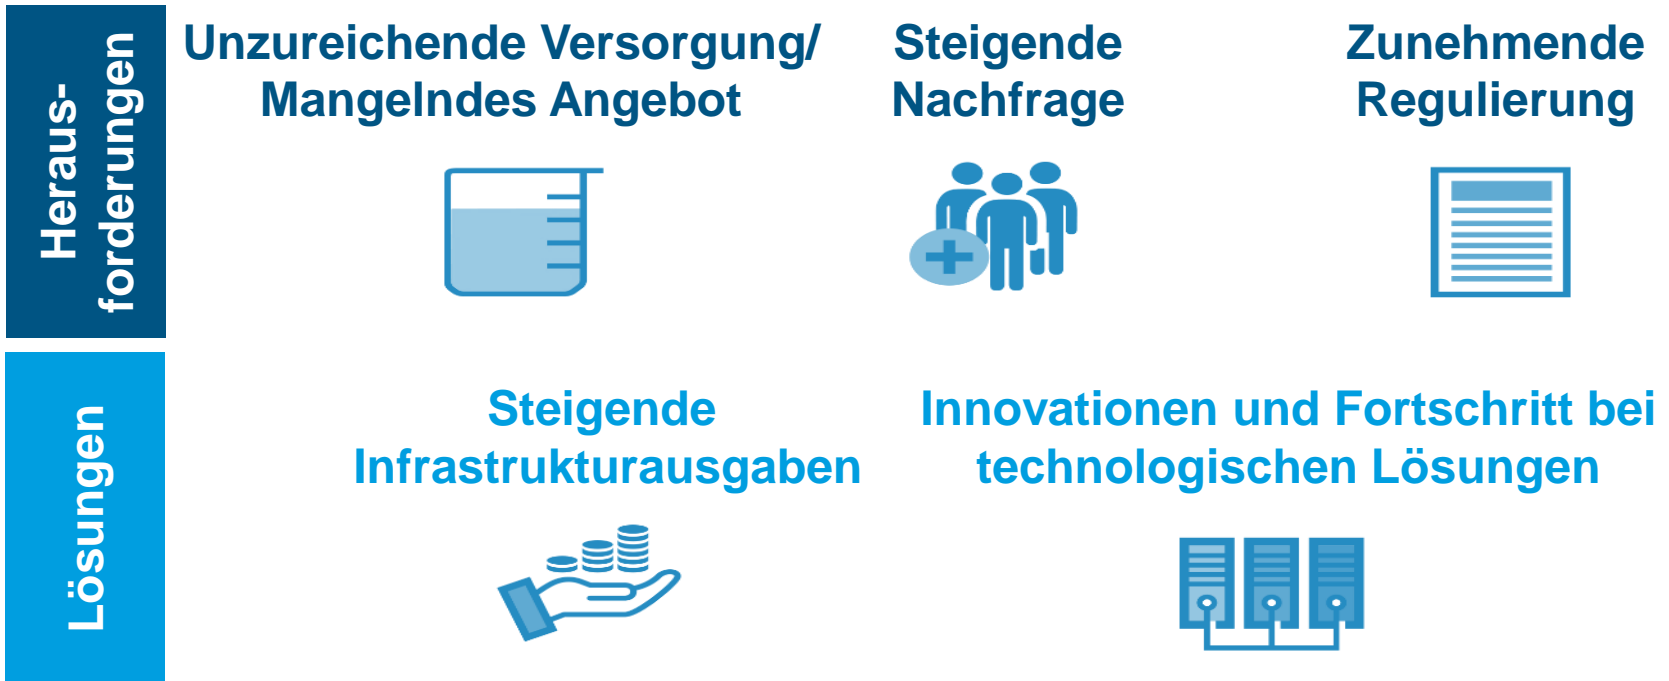 Heraus-
forderungen
Unzureichende Versorgung/
Mangelndes Angebot
Steigende
Nachfrage
Zunehmende
Regulierung
Lösungen
Steigende
Infrastrukturausgaben
Innovationen und Fortschritt bei
technologischen Lösungen